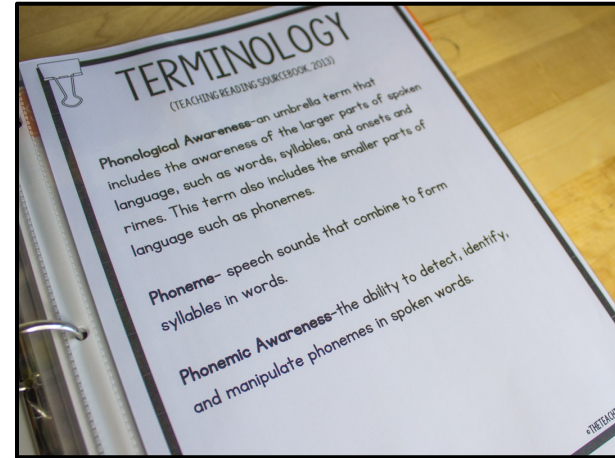 TERMINOLOGY
(TEACHING READING SOURCEBOOK, 2013)
Phonological Awareness-an umbrella term that
includes the awareness of the larger parts of spoken
language, such as words, syllables, and onsets and
rimes. This term also includes the smaller parts of
language such as phonemes.
Phoneme- speech sounds that combine to form
syllables in words.
Phonemic Awareness-the ability to detect, identify,
and manipulate phonemes in spoken words.